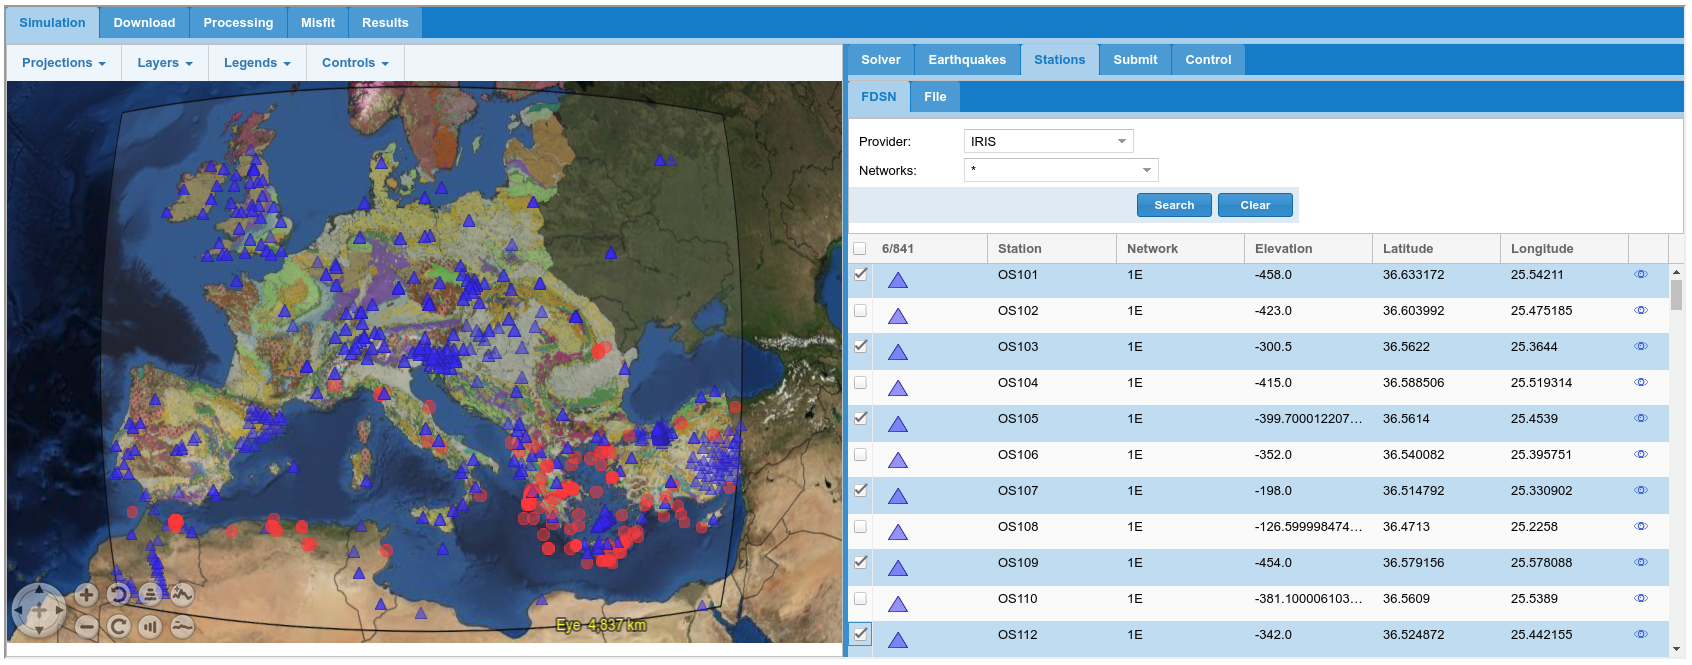 Simulation Download Processing Misfit Results
Projections Layers Legends Controls
Eye 4,837 km
Solver Earthquakes Stations Submit Control
FDSN File
Provider: IRIS
Networks: *
Search Clear
6/841 Station Network Elevation Latitude Longitude
OS101 1E -458.0 36.633172 25.54211
OS102 1E -423.0 36.603992 25.475185
OS103 1E -300.5 36.5622 25.3644
OS104 1E -415.0 36.588506 25.519314
OS105 1E -399.700012207... 36.5614 25.4539
OS106 1E -352.0 36.540082 25.395751
OS107 1E -198.0 36.514792 25.330902
OS108 1E -126.599998474... 36.4713 25.2258
OS109 1E -454.0 36.579156 25.578088
OS110 1E -381.100006103... 36.5609 25.5389
OS112 1E -342.0 36.524872 25.442155